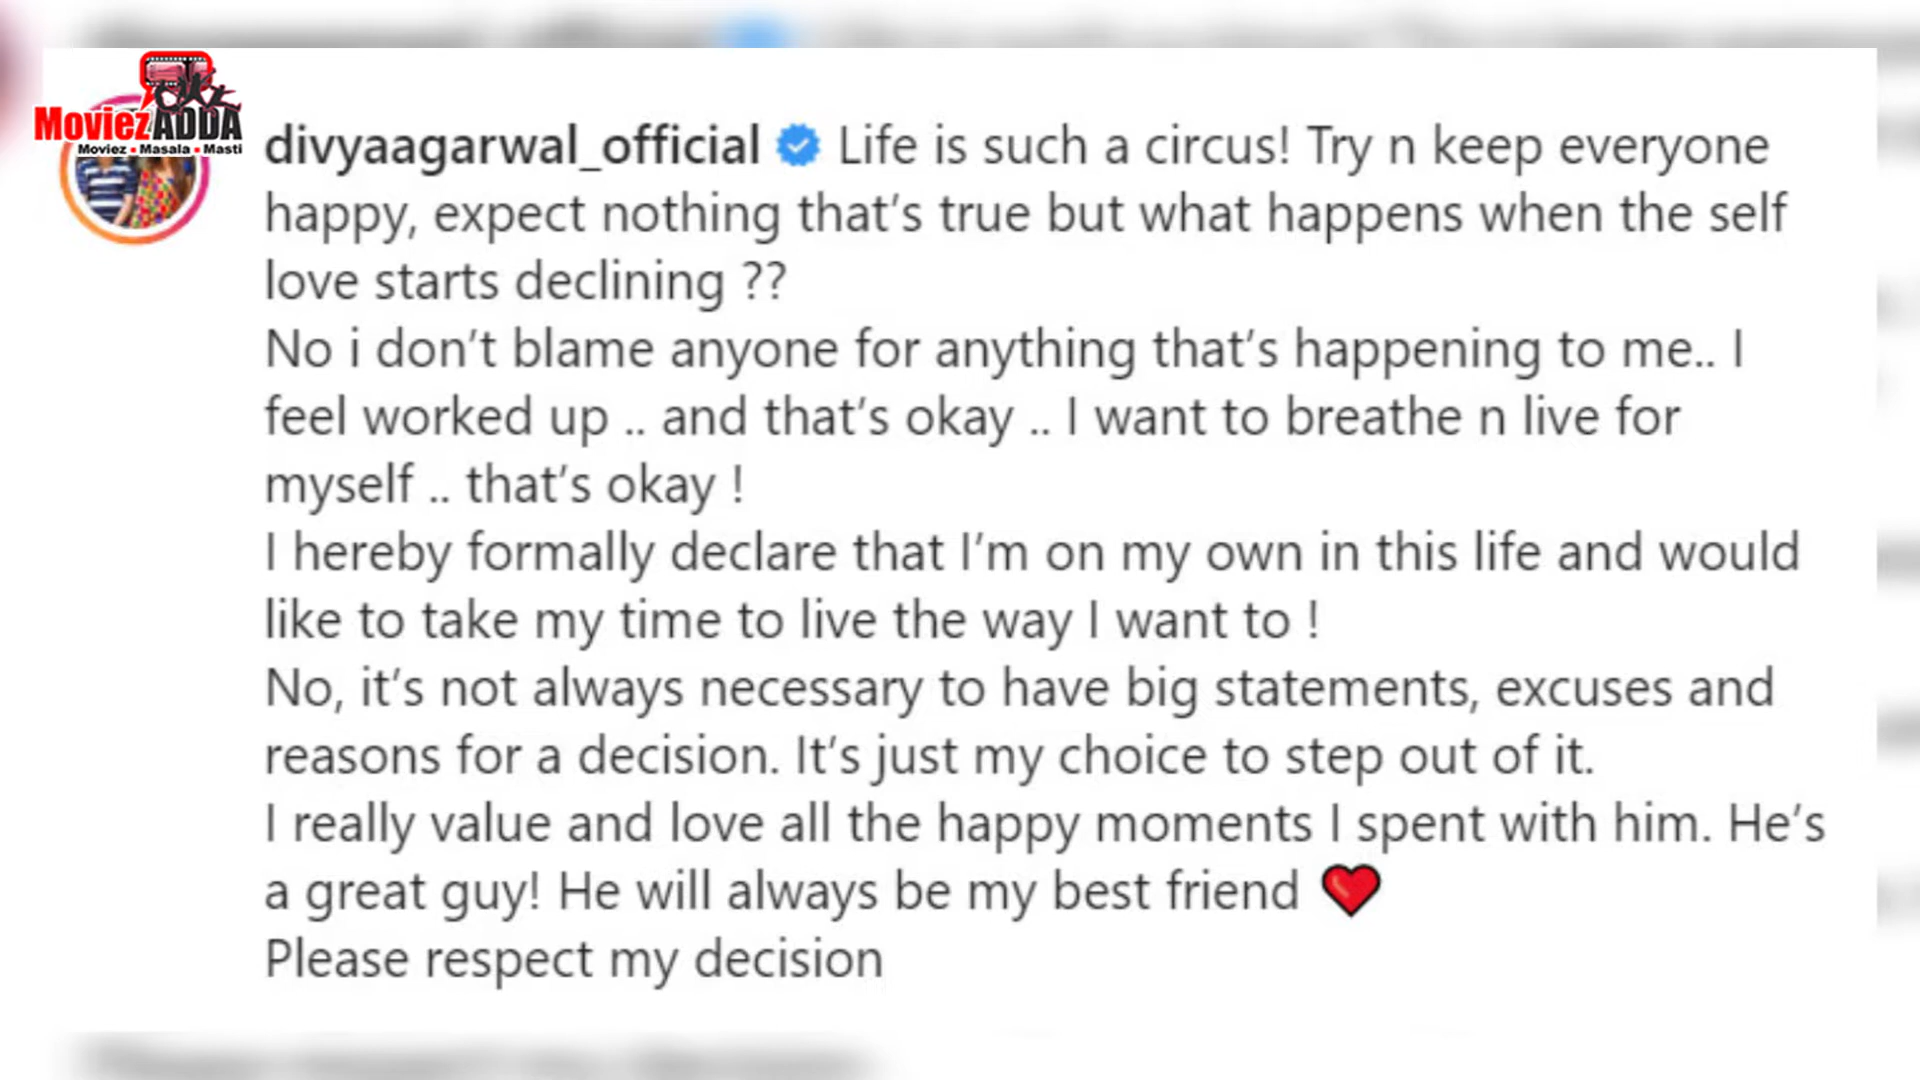 MoviezADDA
Moviez • Masala • Masti
divyaagarwal_official Life is such a circus! Try n keep everyone
happy, expect nothing that's true but what happens when the self
love starts declining ??
No i don't blame anyone for anything that's happening to me.. I
feel worked up .. and that's okay .. I want to breathe n live for
myself .. that's okay !
I hereby formally declare that I'm on my own in this life and would
like to take my time to live the way I want to !
No, it's not always necessary to have big statements, excuses and
reasons for a decision. It's just my choice to step out of it.
I really value and love all the happy moments I spent with him. He's
a great guy! He will always be my best friend ❤️
Please respect my decision